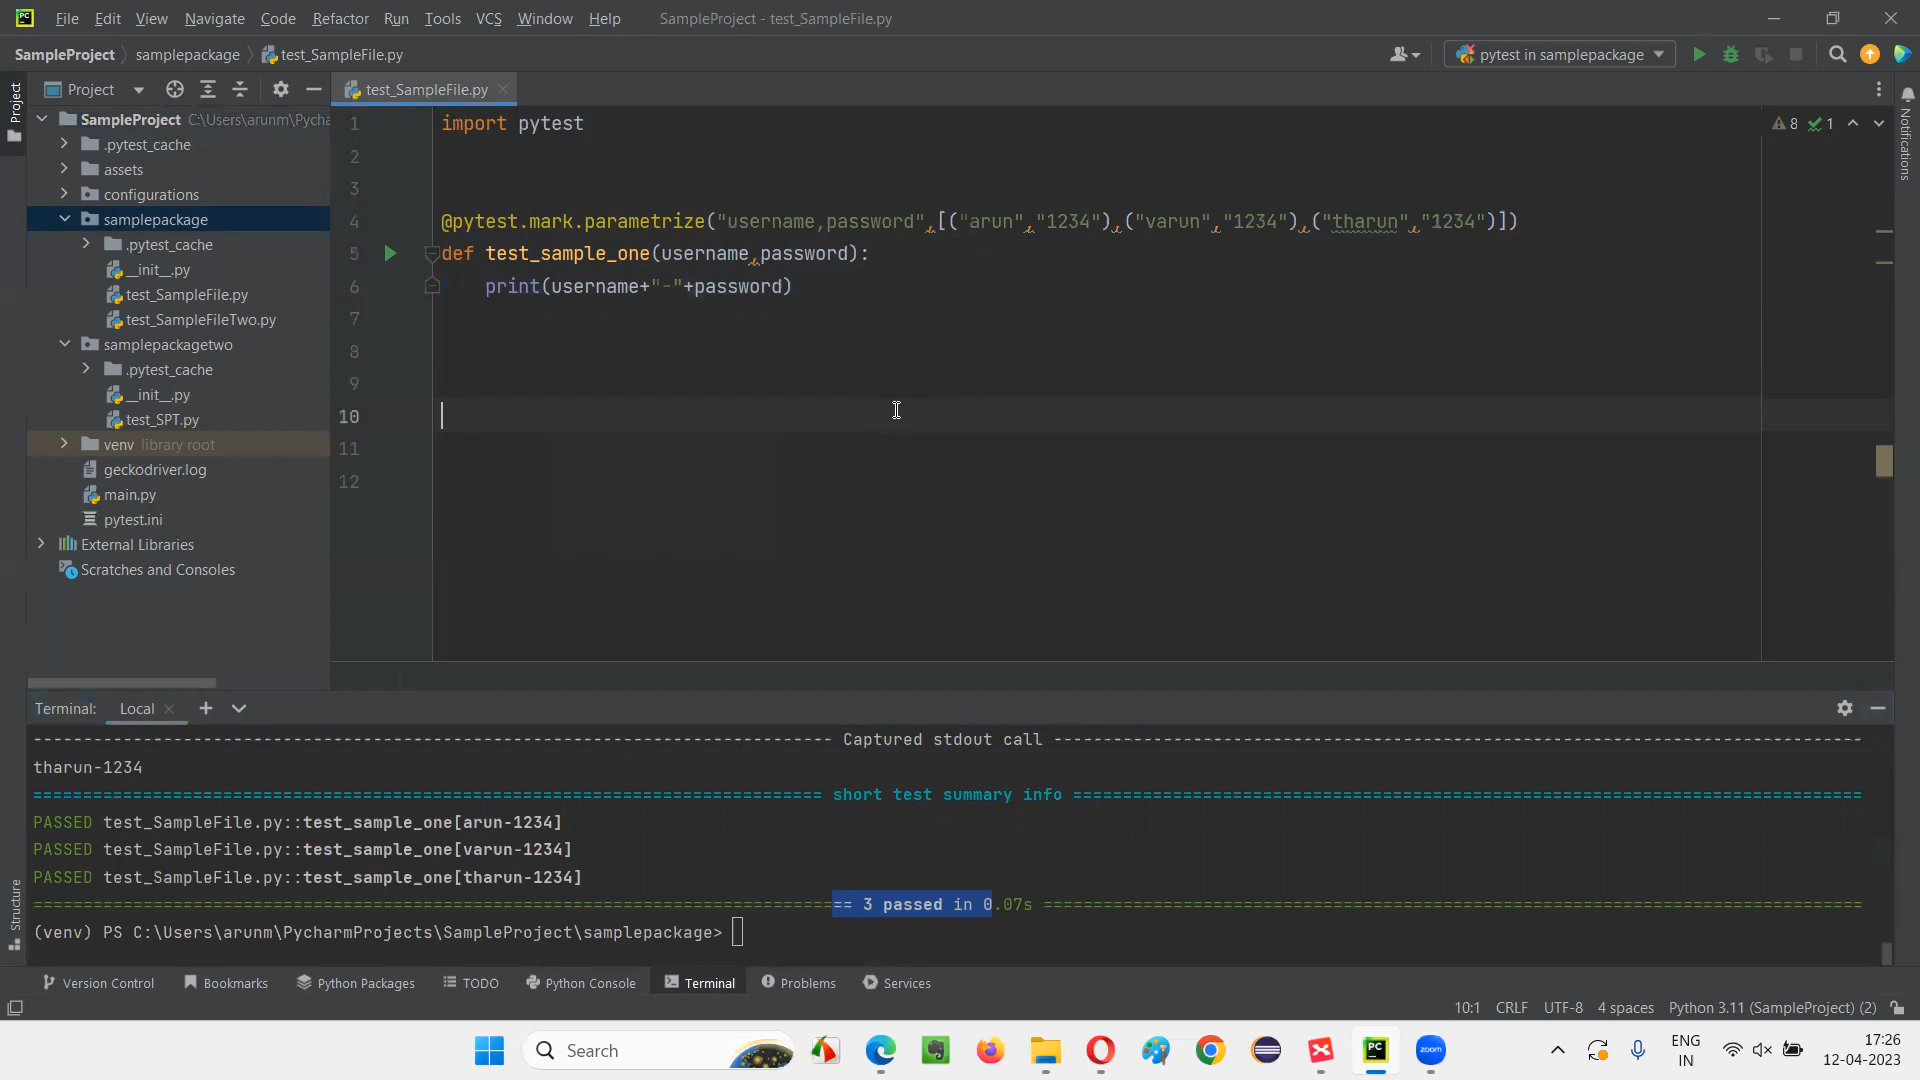 File Edit View Navigate Code Refactor Run Tools VCS Window Help SampleProject - test_SampleFile.py
SampleProject samplepackage test_SampleFile.py pytest in samplepackage
Project test_SampleFile.py
Project
Notifications
Structure
SampleProject C:\Users\arunm\Pycha
.pytest_cache
assets
configurations
samplepackage
.pytest_cache
__init__.py
test_SampleFile.py
test_SampleFileTwo.py
samplepackagetwo
.pytest_cache
__init__.py
test_SPT.py
venv library root
geckodriver.log
main.py
pytest.ini
External Libraries
Scratches and Consoles
1 import pytest 8 1
2
3
4 @pytest.mark.parametrize("username,password",[("arun","1234"),("varun","1234"),("tharun","1234")])
5 def test_sample_one(username,password):
6 print(username+"-"+password)
7
8
9
10
11
12
Terminal: Local
-------------------------------------------------------------------------------- Captured stdout call ---------------------------------------------------------------------------------
tharun-1234
=============================================================================== short test summary info ===============================================================================
PASSED test_SampleFile.py::test_sample_one[arun-1234]
PASSED test_SampleFile.py::test_sample_one[varun-1234]
PASSED test_SampleFile.py::test_sample_one[tharun-1234]
================================================================================== 3 passed in 0.07s ==================================================================================
(venv) PS C:\Users\arunm\PycharmProjects\SampleProject\samplepackage>
Version Control Bookmarks Python Packages TODO Python Console Terminal Problems Services
10:1 CRLF UTF-8 4 spaces Python 3.11 (SampleProject) (2)
Search PC zoom ENG IN 17:26
12-04-2023